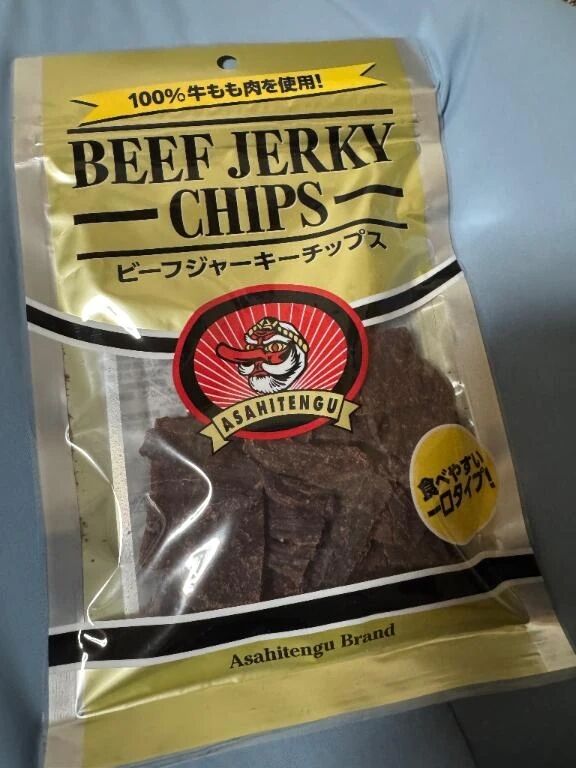 100%牛もも肉を使用!
BEEF JERKY
CHIPS
ビーフジャーキーチップス
ASAHITENGU
食べやすい
一口タイプ!
Asahitengu Brand